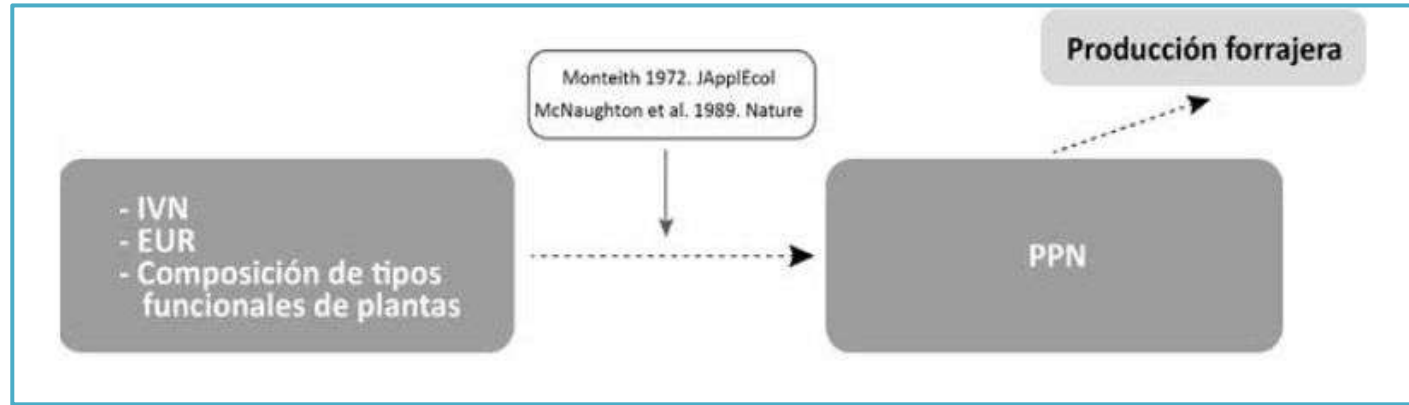 Producción forrajera
Monteith 1972. JApplEcol
McNaughton et al. 1989. Nature
- IVN
- EUR
- Composición de tipos
funcionales de plantas
PPN